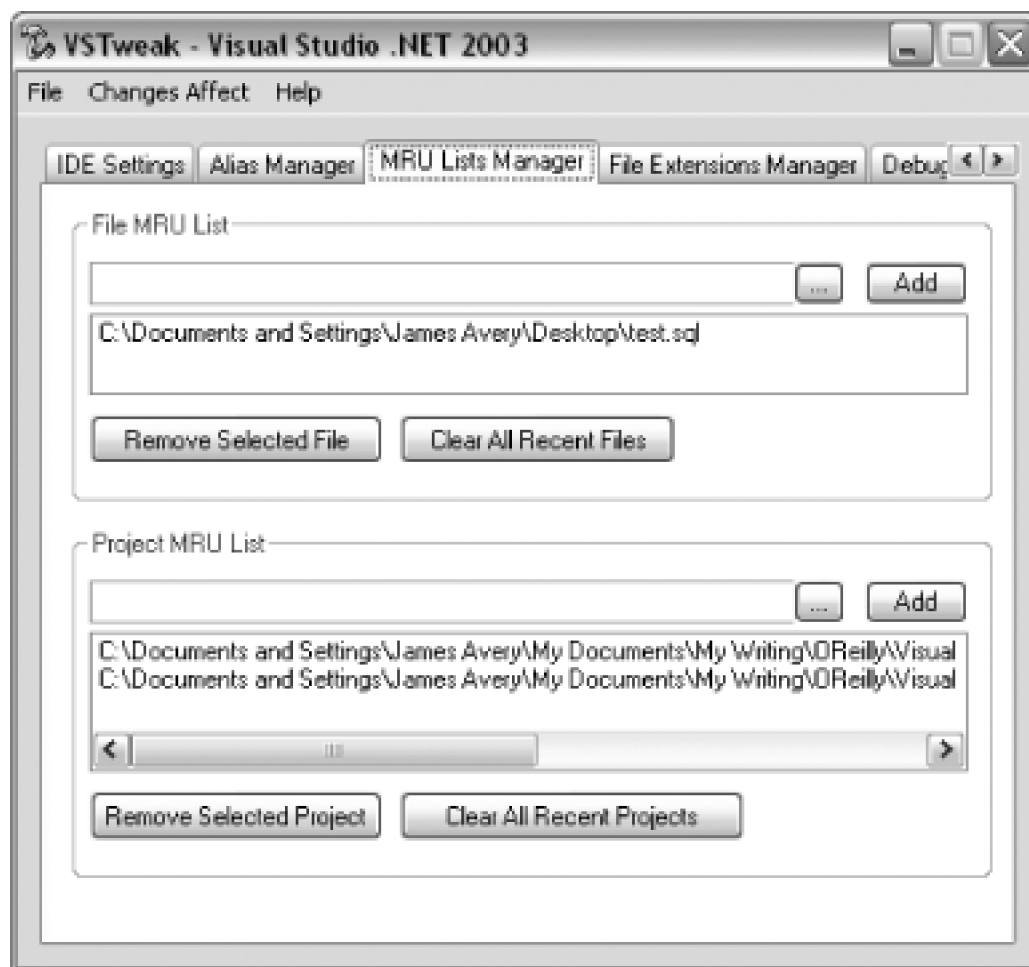 VSTweak - Visual Studio .NET 2003
File Changes Affect Help
IDE Settings Alias Manager MRU Lists Manager File Extensions Manager Debug
File MRU List
... Add
C:\Documents and Settings\James Avery\Desktop\test.sql
Remove Selected File Clear All Recent Files
Project MRU List
... Add
C:\Documents and Settings\James Avery\My Documents\My Writing\OReilly\Visual
C:\Documents and Settings\James Avery\My Documents\My Writing\OReilly\Visual
Remove Selected Project Clear All Recent Projects